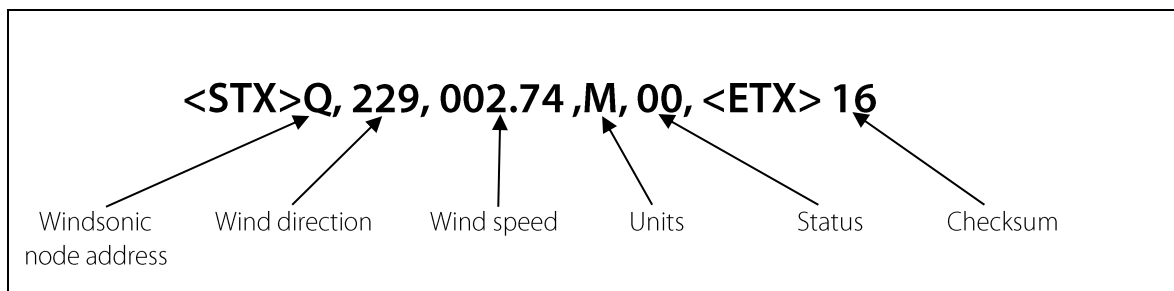 <STX>Q, 229, 002.74 ,M, 00, <ETX> 16
Windsonic Wind direction Wind speed Units Status Checksum
node address